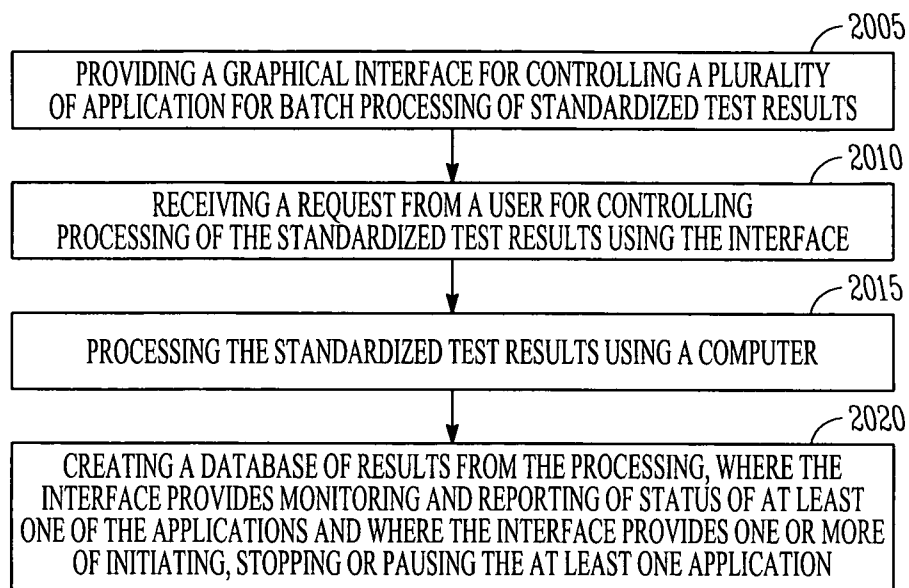 2005
PROVIDING A GRAPHICAL INTERFACE FOR CONTROLLING A PLURALITY
OF APPLICATION FOR BATCH PROCESSING OF STANDARDIZED TEST RESULTS
2010
RECEIVING A REQUEST FROM A USER FOR CONTROLLING
PROCESSING OF THE STANDARDIZED TEST RESULTS USING THE INTERFACE
2015
PROCESSING THE STANDARDIZED TEST RESULTS USING A COMPUTER
2020
CREATING A DATABASE OF RESULTS FROM THE PROCESSING, WHERE THE
INTERFACE PROVIDES MONITORING AND REPORTING OF STATUS OF AT LEAST
ONE OF THE APPLICATIONS AND WHERE THE INTERFACE PROVIDES ONE OR MORE
OF INITIATING, STOPPING OR PAUSING THE AT LEAST ONE APPLICATION